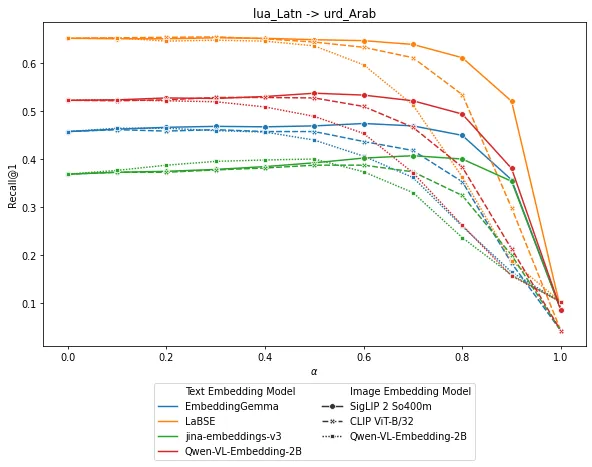 lua_Latn -> urd_Arab
Recall@1
0.6
0.5
0.4
0.3
0.2
0.1
0.0 0.2 0.4 0.6 0.8 1.0
α
Text Embedding Model Image Embedding Model
EmbeddingGemma SigLIP 2 So400m
LaBSE CLIP ViT-B/32
jina-embeddings-v3 Qwen-VL-Embedding-2B
Qwen-VL-Embedding-2B